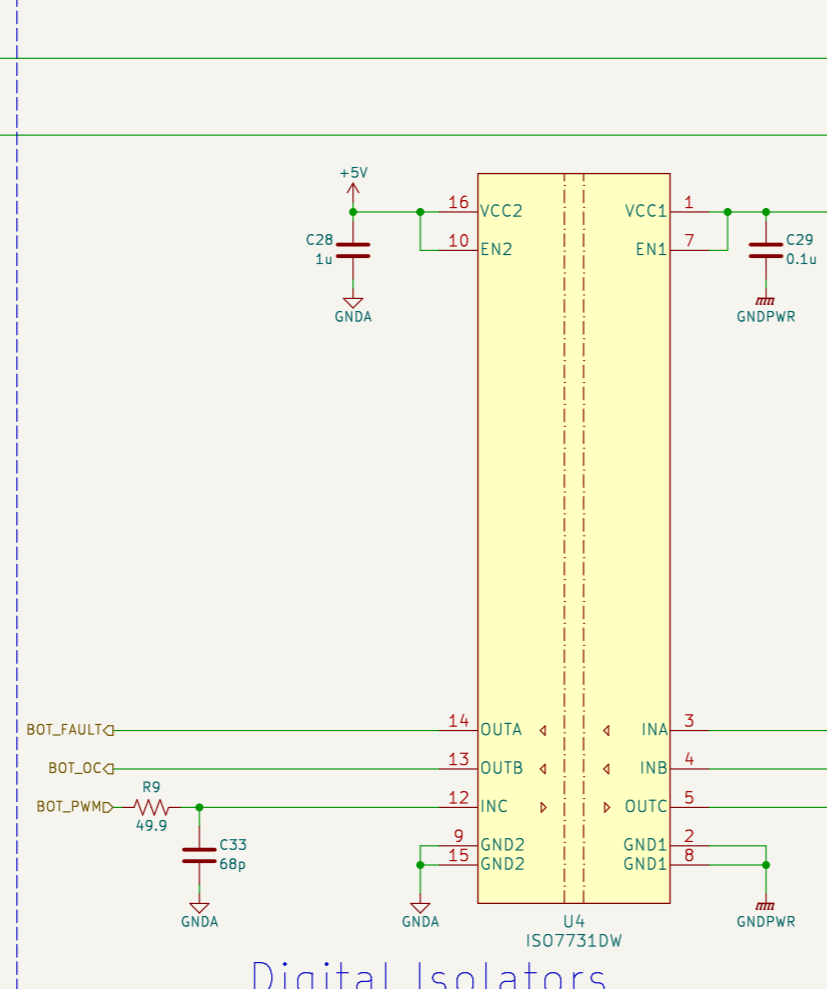 +5V
16 VCC2
VCC1 1
C28
1u
10 EN2
EN1 7
C29
0.1u
GNDA
GNDPWR
BOT_FAULT
14 OUTA
INA 3
BOT_OC
13 OUTB
INB 4
R9
BOT_PWM
49.9
12 INC
OUTC 5
C33
68p
9 GND2
GND1 2
15 GND2
GND1 8
GNDA
GNDA
GNDPWR
U4
ISO7731DW
Digital Isolators